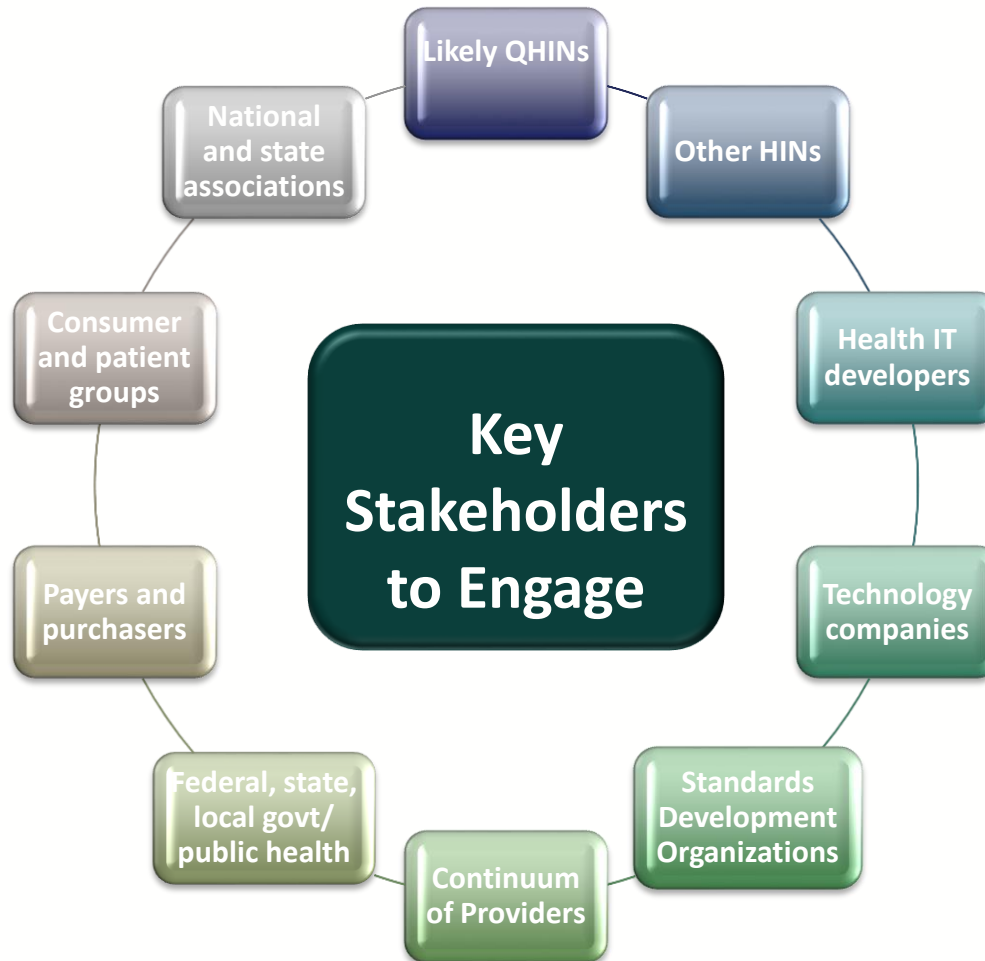 Likely QHINs
Other HINs
Health IT
developers
Technology
companies
Standards
Development
Organizations
Continuum
of Providers
Federal, state,
local govt/
public health
Payers and
purchasers
Consumer
and patient
groups
National
and state
associations
Key
Stakeholders
to Engage